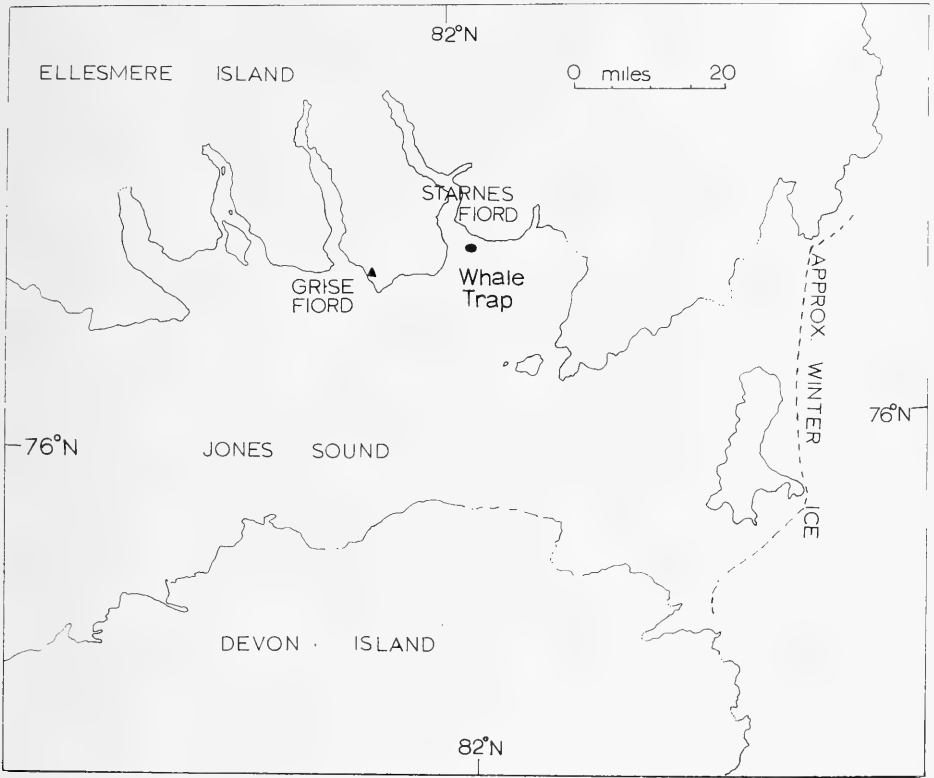 82°N
ELLESMERE ISLAND
0 miles 20
STARNES
FIORD
Whale
Trap
GRISE
FIORD
APPROX. WINTER ICE
76°N
76°N
JONES SOUND
DEVON ISLAND
82°N